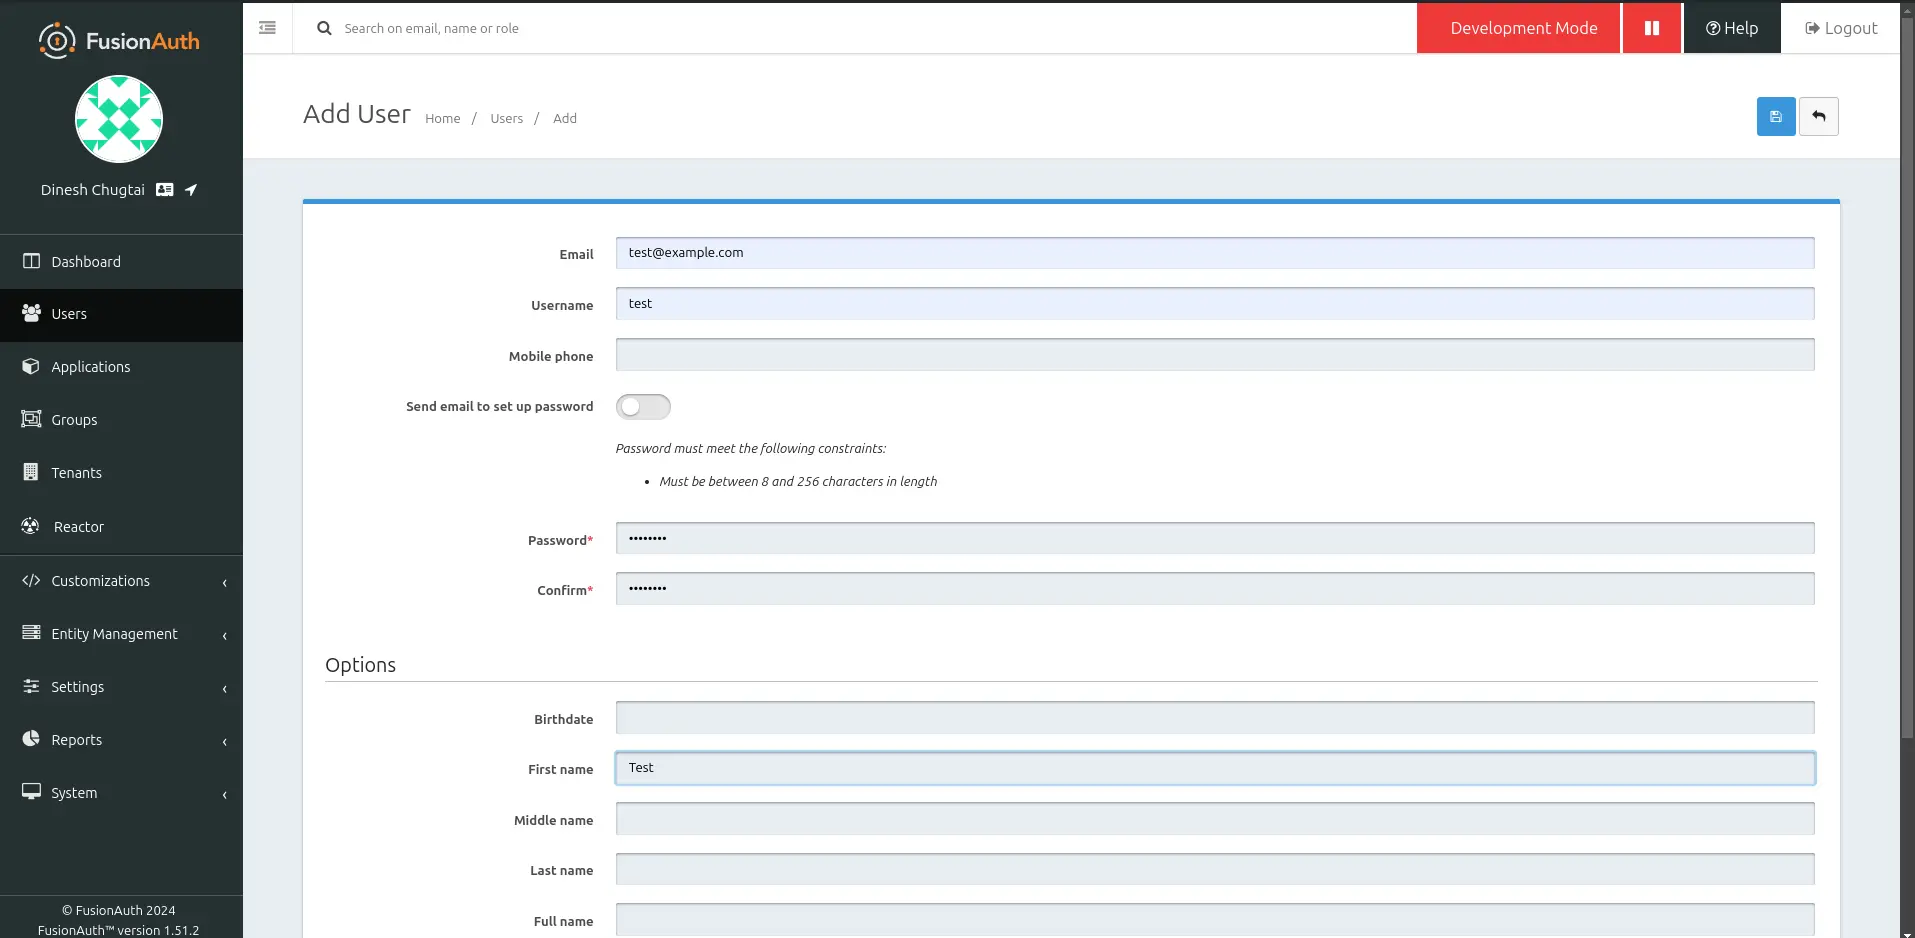 FusionAuth
Dinesh Chugtai
Dashboard
Users
Applications
Groups
Tenants
Reactor
Customizations
Entity Management
Settings
Reports
System
© FusionAuth 2024
FusionAuth™ version 1.51.2
Search on email, name or role
Development Mode
Help
Logout
Add User
Home / Users / Add
Email test@example.com
Username test
Mobile phone
Send email to set up password
Password must meet the following constraints:
• Must be between 8 and 256 characters in length
Password* ••••••••
Confirm* ••••••••
Options
Birthdate
First name Test
Middle name
Last name
Full name